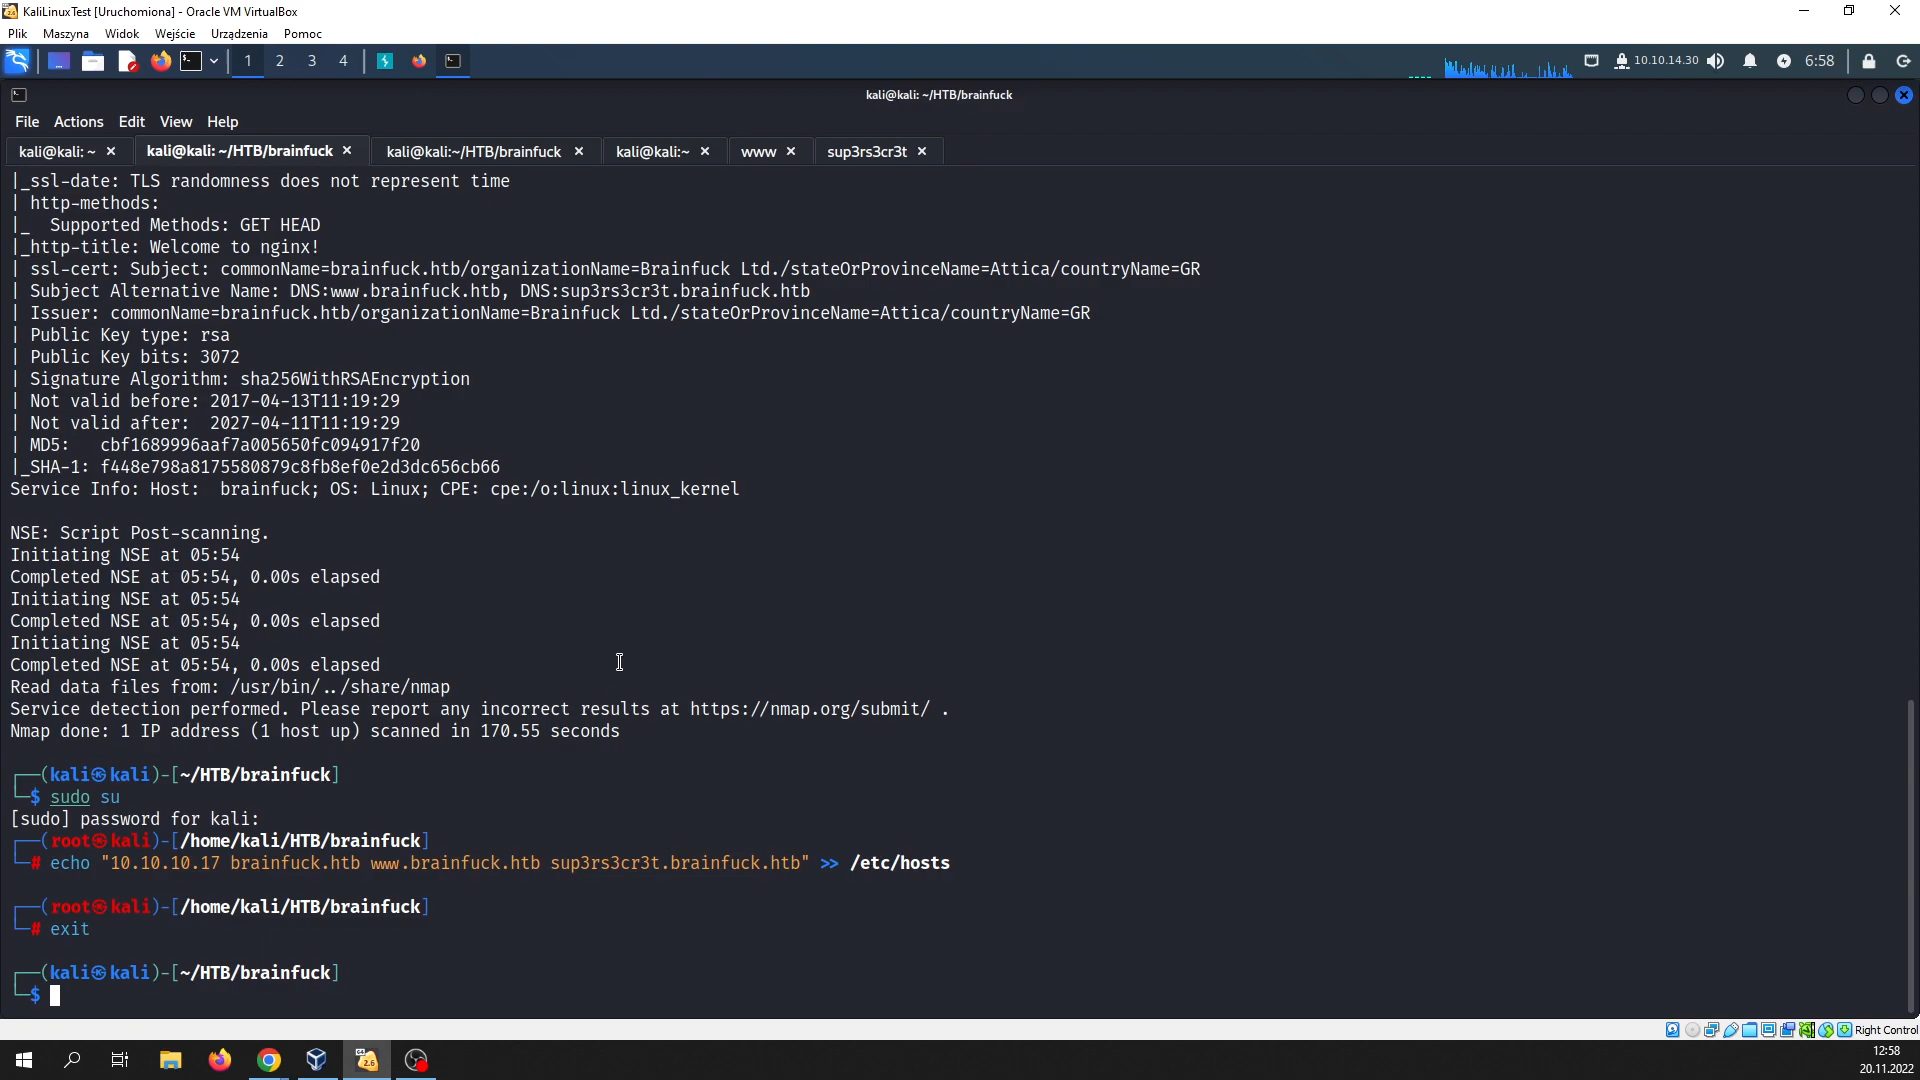 KaliLinuxTest [Uruchomiona] - Oracle VM VirtualBox
Plik Maszyna Widok Wejście Urządzenia Pomoc
1 2 3 4 10.10.14.30 6:58
kali@kali: ~/HTB/brainfuck
File Actions Edit View Help
kali@kali: ~ × kali@kali: ~/HTB/brainfuck × kali@kali:~/HTB/brainfuck × kali@kali:~ × www × sup3rs3cr3t ×
|_ssl-date: TLS randomness does not represent time
| http-methods:
|_  Supported Methods: GET HEAD
|_http-title: Welcome to nginx!
| ssl-cert: Subject: commonName=brainfuck.htb/organizationName=Brainfuck Ltd./stateOrProvinceName=Attica/countryName=GR
| Subject Alternative Name: DNS:www.brainfuck.htb, DNS:sup3rs3cr3t.brainfuck.htb
| Issuer: commonName=brainfuck.htb/organizationName=Brainfuck Ltd./stateOrProvinceName=Attica/countryName=GR
| Public Key type: rsa
| Public Key bits: 3072
| Signature Algorithm: sha256WithRSAEncryption
| Not valid before: 2017-04-13T11:19:29
| Not valid after:  2027-04-11T11:19:29
| MD5:   cbf1689996aaf7a005650fc094917f20
|_SHA-1: f448e798a8175580879c8fb8ef0e2d3dc656cb66
Service Info: Host:  brainfuck; OS: Linux; CPE: cpe:/o:linux:linux_kernel
NSE: Script Post-scanning.
Initiating NSE at 05:54
Completed NSE at 05:54, 0.00s elapsed
Initiating NSE at 05:54
Completed NSE at 05:54, 0.00s elapsed
Initiating NSE at 05:54
Completed NSE at 05:54, 0.00s elapsed
Read data files from: /usr/bin/../share/nmap
Service detection performed. Please report any incorrect results at https://nmap.org/submit/ .
Nmap done: 1 IP address (1 host up) scanned in 170.55 seconds
┌──(kali㉿kali)-[~/HTB/brainfuck]
└─$ sudo su
[sudo] password for kali:
┌──(root㉿kali)-[/home/kali/HTB/brainfuck]
└─# echo "10.10.10.17 brainfuck.htb www.brainfuck.htb sup3rs3cr3t.brainfuck.htb" >> /etc/hosts
┌──(root㉿kali)-[/home/kali/HTB/brainfuck]
└─# exit
┌──(kali㉿kali)-[~/HTB/brainfuck]
└─$
Right Control
12:58
20.11.2022